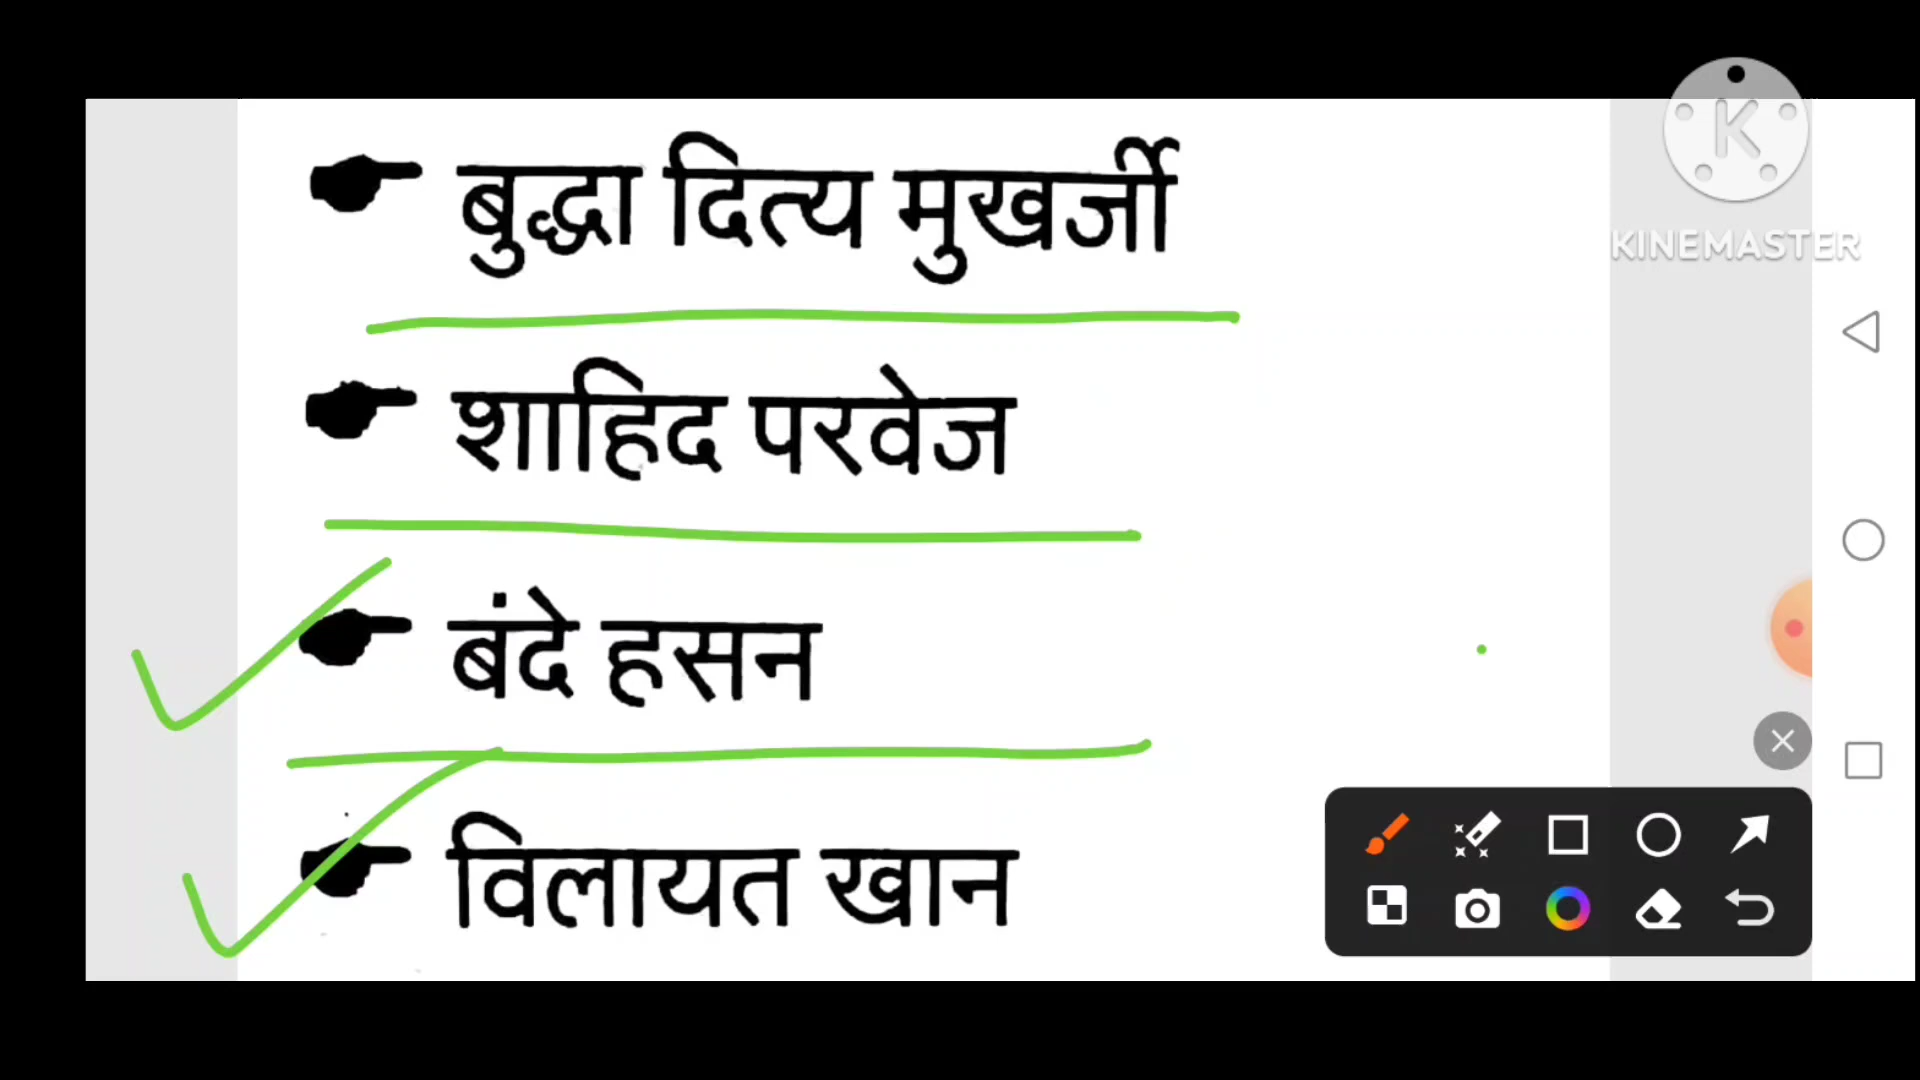 बुद्धा दित्य मुखर्जी
शाहिद परवेज
बंदे हसन
विलायत खान
K
KINEMASTER